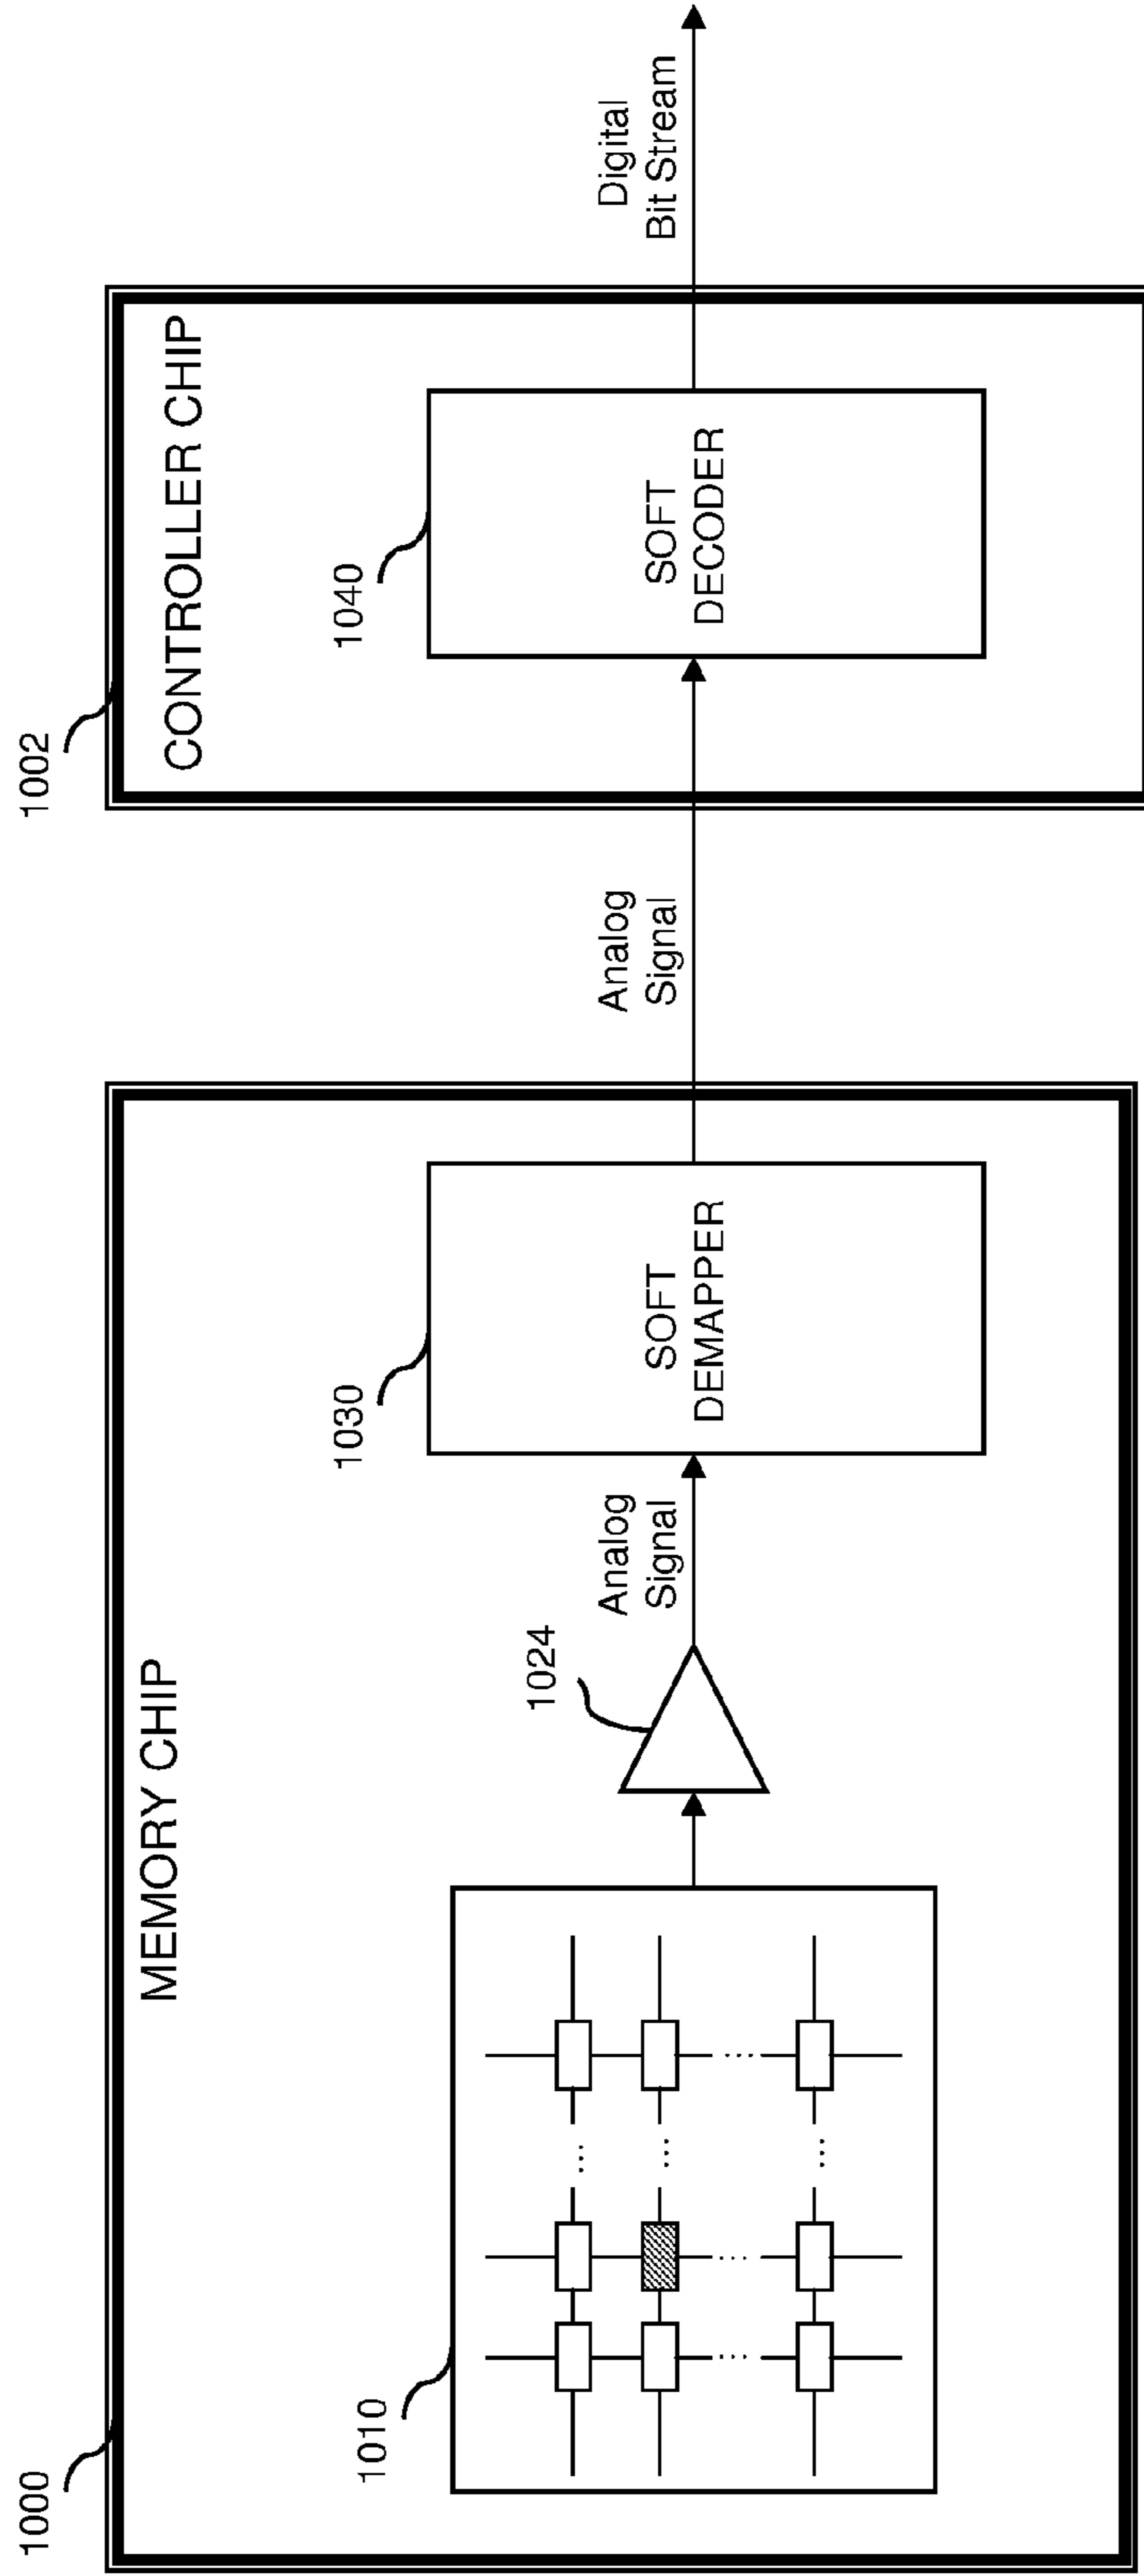 1000
MEMORY CHIP
1010
1024
Analog
Signal
1030
SOFT
DEMAPPER
Analog
Signal
1002
CONTROLLER CHIP
1040
SOFT
DECODER
Digital
Bit Stream
...
...
...
...
...
...